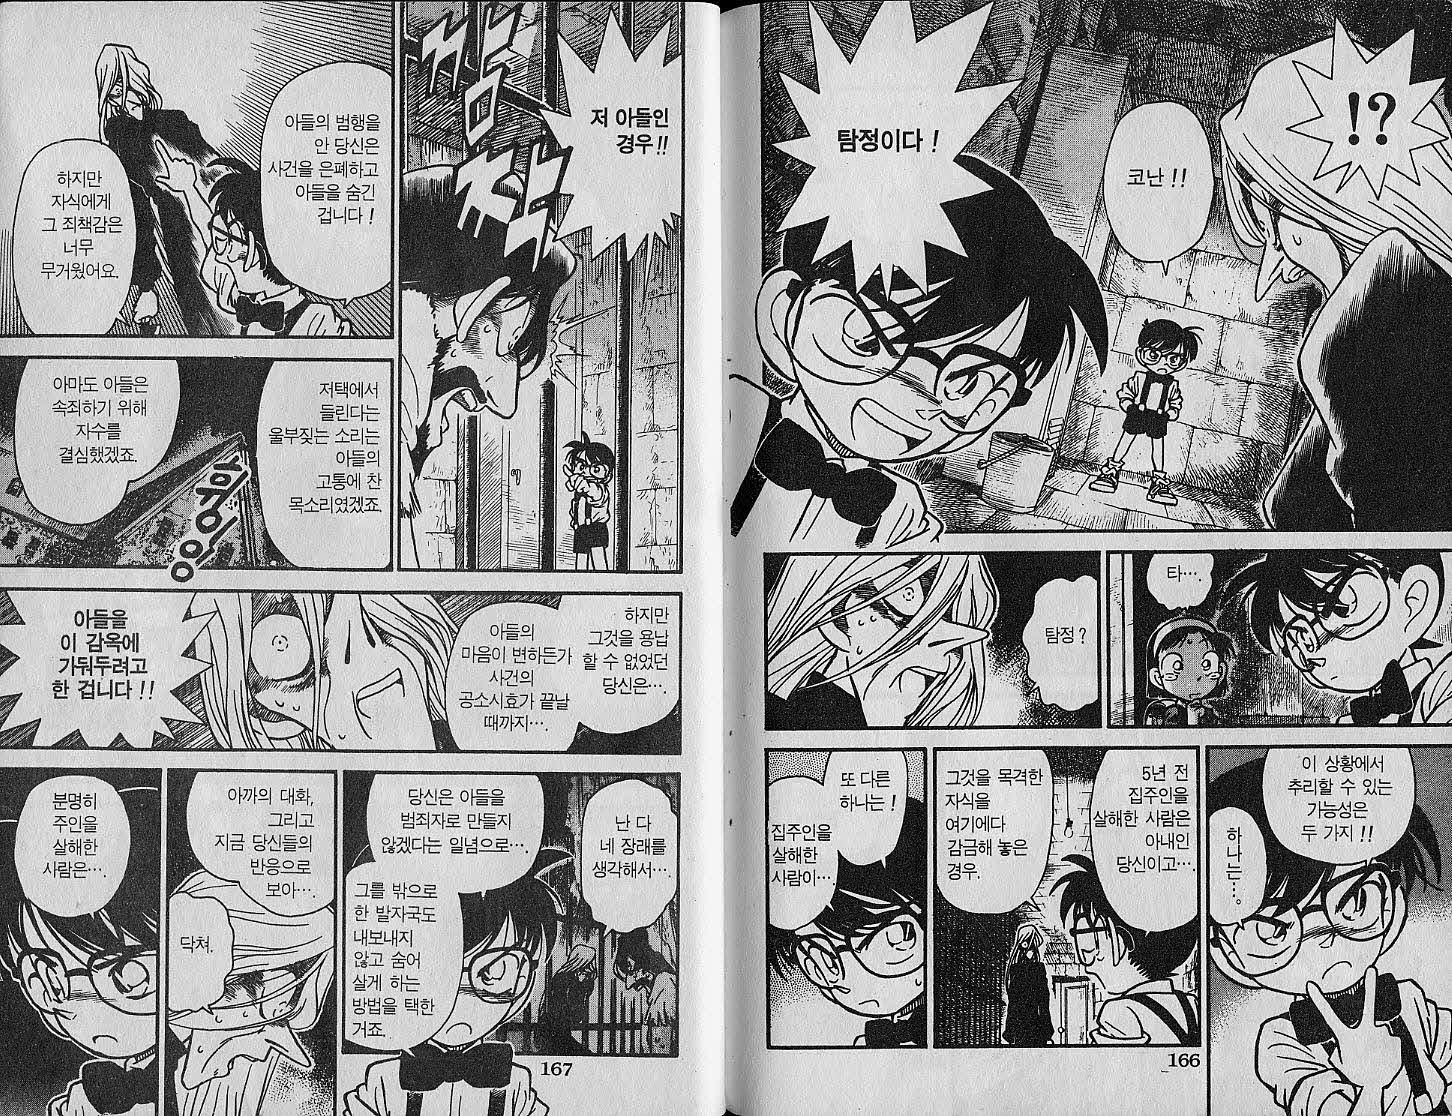 !?
코난!!
탐정이다!
타….
탐정?
이 상황에서
추리할 수 있는
가능성은
두 가지!!
하나는….
5년 전
집주인을
살해한 사람은
아내인
당신이고….
그것을 목격한
자식을
여기에다
감금해 놓은
경우.
또 다른
하나는!
집주인을
살해한
사람이….
166
저 아들인
경우!!
아들의 범행을
안 당신은
사건을 은폐하고
아들을 숨긴
겁니다!
하지만
자식에게
그 죄책감은
너무
무거웠어요.
저택에서
들린다는
울부짖는 소리는
아들의
고통에 찬
목소리였겠죠.
아마도 아들은
속죄하기 위해
자수를
결심했겠죠.
휘이잉
하지만
그것을 용납
할 수 없었던
당신은….
아들의
마음이 변하든가
사건의
공소시효가 끝날
때까지….
아들을
이 감옥에
가둬두려고
한 겁니다!!
난 다
네 장래를
생각해서….
당신은 아들을
범죄자로 만들지
않겠다는 일념으로….
그를 밖으로
한 발자국도
내보내지
않고 숨어
살게 하는
방법을 택한
거죠.
아까의 대화,
그리고
지금 당신들의
반응으로
보아….
닥쳐.
분명히
주인을
살해한
사람은….
167